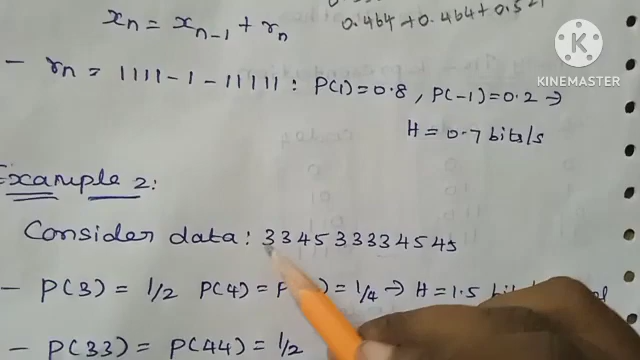 xn = xn-1 + rn
0.464 + 0.464 + 0.521
KINEMASTER
- rn = 1111-1-11111 : P(1)=0.8 , P(-1)=0.2 →
H = 0.7 bits/s
Example 2:
Consider data: 334533334545
- P(3) = 1/2 P(4) = P( ) = 1/4 → H = 1.5
- P(33) = P(44) = 1/2